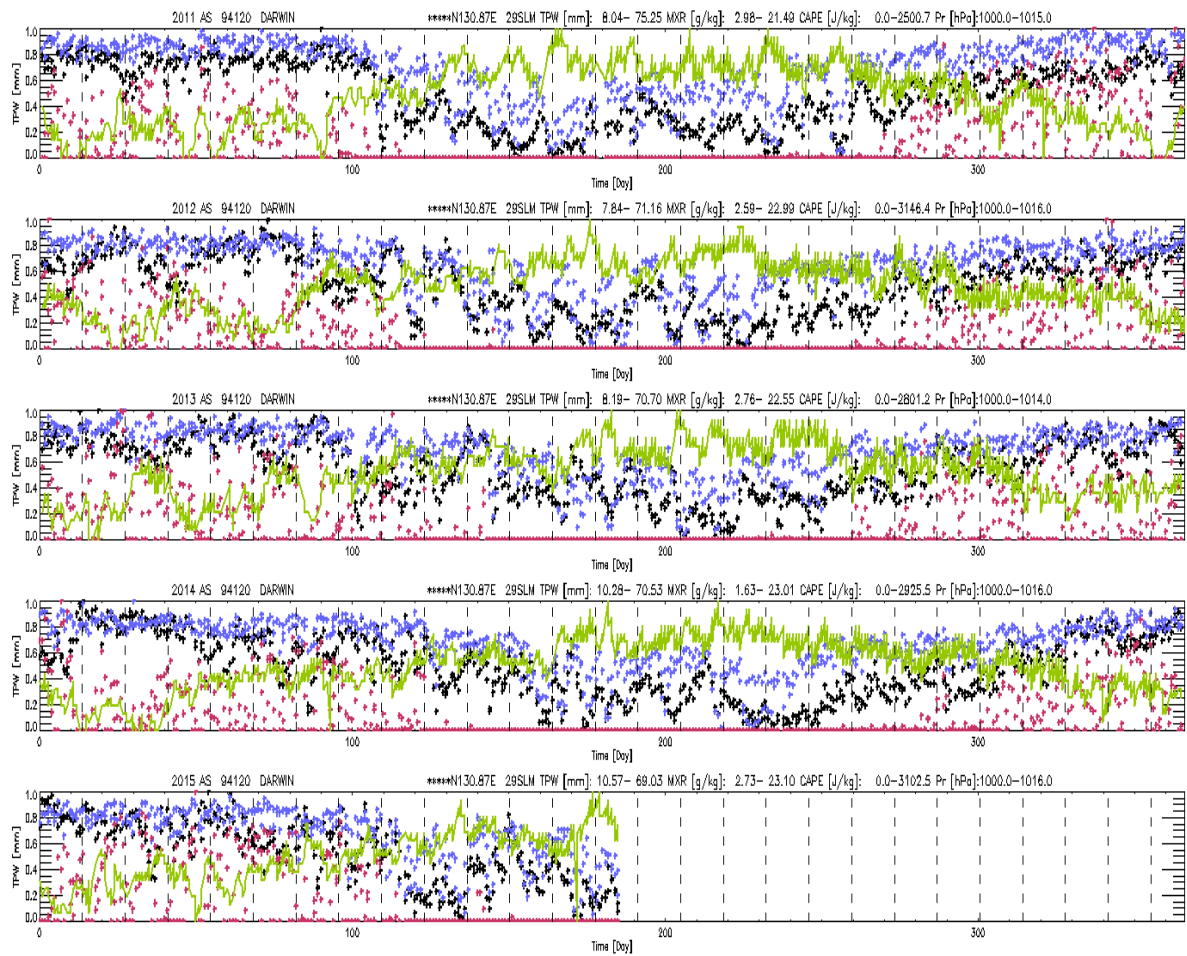 2011 AS 94120 DARWIN *****N130.87E 29SLM TPW [mm]: 8.04- 75.25 MXR [g/kg]: 2.98- 21.49 CAPE [J/kg]: 0.0-2500.7 Pr [hPa]:1000.0-1015.0
1.0
0.8
0.6
0.4
0.2
0.0
TPW [mm]
0 100 200 300
Time [Day]
2012 AS 94120 DARWIN *****N130.87E 29SLM TPW [mm]: 7.84- 71.16 MXR [g/kg]: 2.59- 22.99 CAPE [J/kg]: 0.0-3146.4 Pr [hPa]:1000.0-1016.0
1.0
0.8
0.6
0.4
0.2
0.0
TPW [mm]
0 100 200 300
Time [Day]
2013 AS 94120 DARWIN *****N130.87E 29SLM TPW [mm]: 8.19- 70.70 MXR [g/kg]: 2.76- 22.55 CAPE [J/kg]: 0.0-2801.2 Pr [hPa]:1000.0-1014.0
1.0
0.8
0.6
0.4
0.2
0.0
TPW [mm]
0 100 200 300
Time [Day]
2014 AS 94120 DARWIN *****N130.87E 29SLM TPW [mm]: 10.28- 70.53 MXR [g/kg]: 1.63- 23.01 CAPE [J/kg]: 0.0-2925.5 Pr [hPa]:1000.0-1016.0
1.0
0.8
0.6
0.4
0.2
0.0
TPW [mm]
0 100 200 300
Time [Day]
2015 AS 94120 DARWIN *****N130.87E 29SLM TPW [mm]: 10.57- 69.03 MXR [g/kg]: 2.73- 23.10 CAPE [J/kg]: 0.0-3102.5 Pr [hPa]:1000.0-1016.0
1.0
0.8
0.6
0.4
0.2
0.0
TPW [mm]
0 100 200 300
Time [Day]